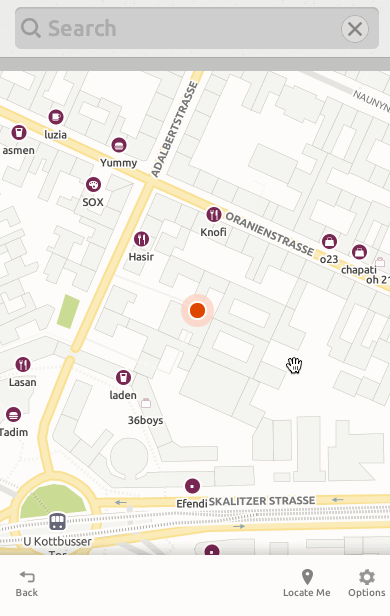 Search
NAUNYN
ADALBERTSTRASSE
luzia
asmen
Yummy
SOX
ORANIENSTRASSE
Knofi
Hasir
o23
chapati
oh 21
Lasan
laden
36boys
Tadim
Efendi
SKALITZER STRASSE
U Kottbusser
Tor
Back
Locate Me
Options